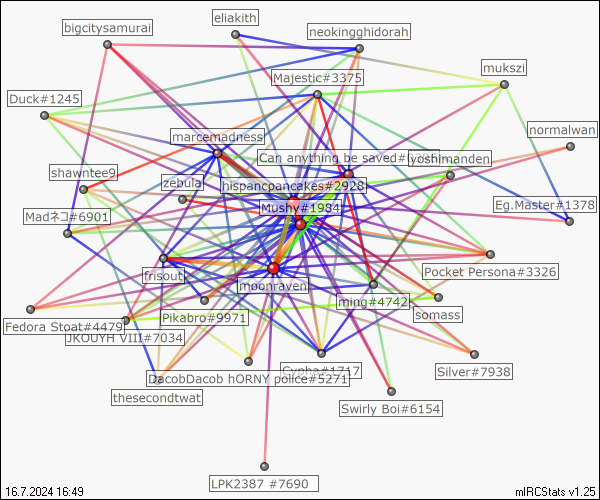 eliakith
bigcitysamurai
neokingghidorah
mukszi
Majestic#3375
Duck#1245
normalwan
marcemadness
Can anything be saved#
yoshimanden
shawntee9
zebula
hispancpancakes#2928
Mushy#1984
Eg.Master#1378
Madネコ#6901
frisout
Pocket Persona#3326
moonraven
ming#4742
somass
Pikabro#9971
Fedora Stoat#4479
JKOUYH VIII#7034
Cypha#1717
Silver#7938
DacobDacob hORNY police#5271
thesecondtwat
Swirly Boi#6154
LPK2387 #7690
16.7.2024 16:49
mIRCStats v1.25